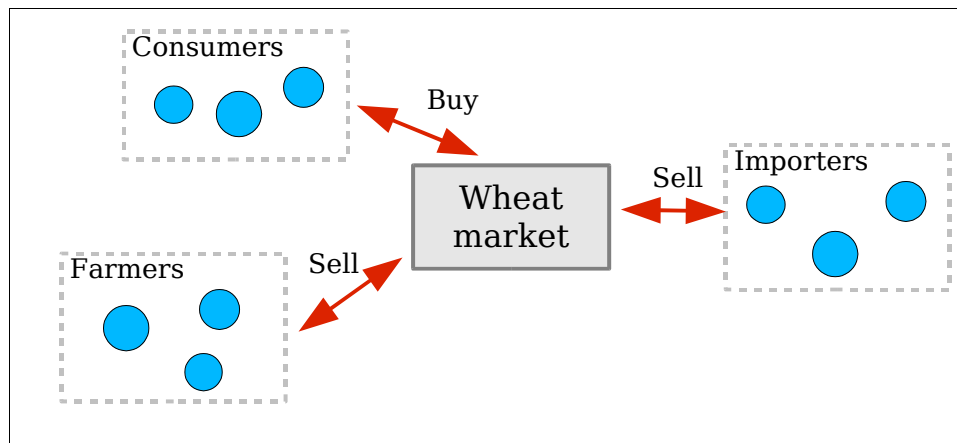 Consumers
Buy
Importers
Sell
Wheat
market
Farmers
Sell